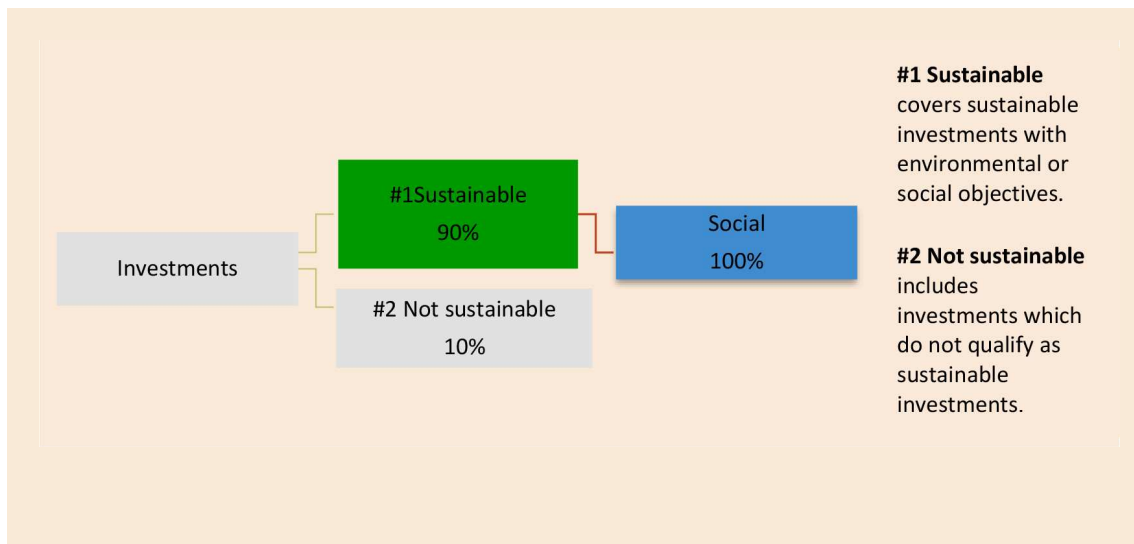 Investments
#1Sustainable
90%
#2 Not sustainable
10%
Social
100%
#1 Sustainable
covers sustainable
investments with
environmental or
social objectives.
#2 Not sustainable
includes
investments which
do not qualify as
sustainable
investments.